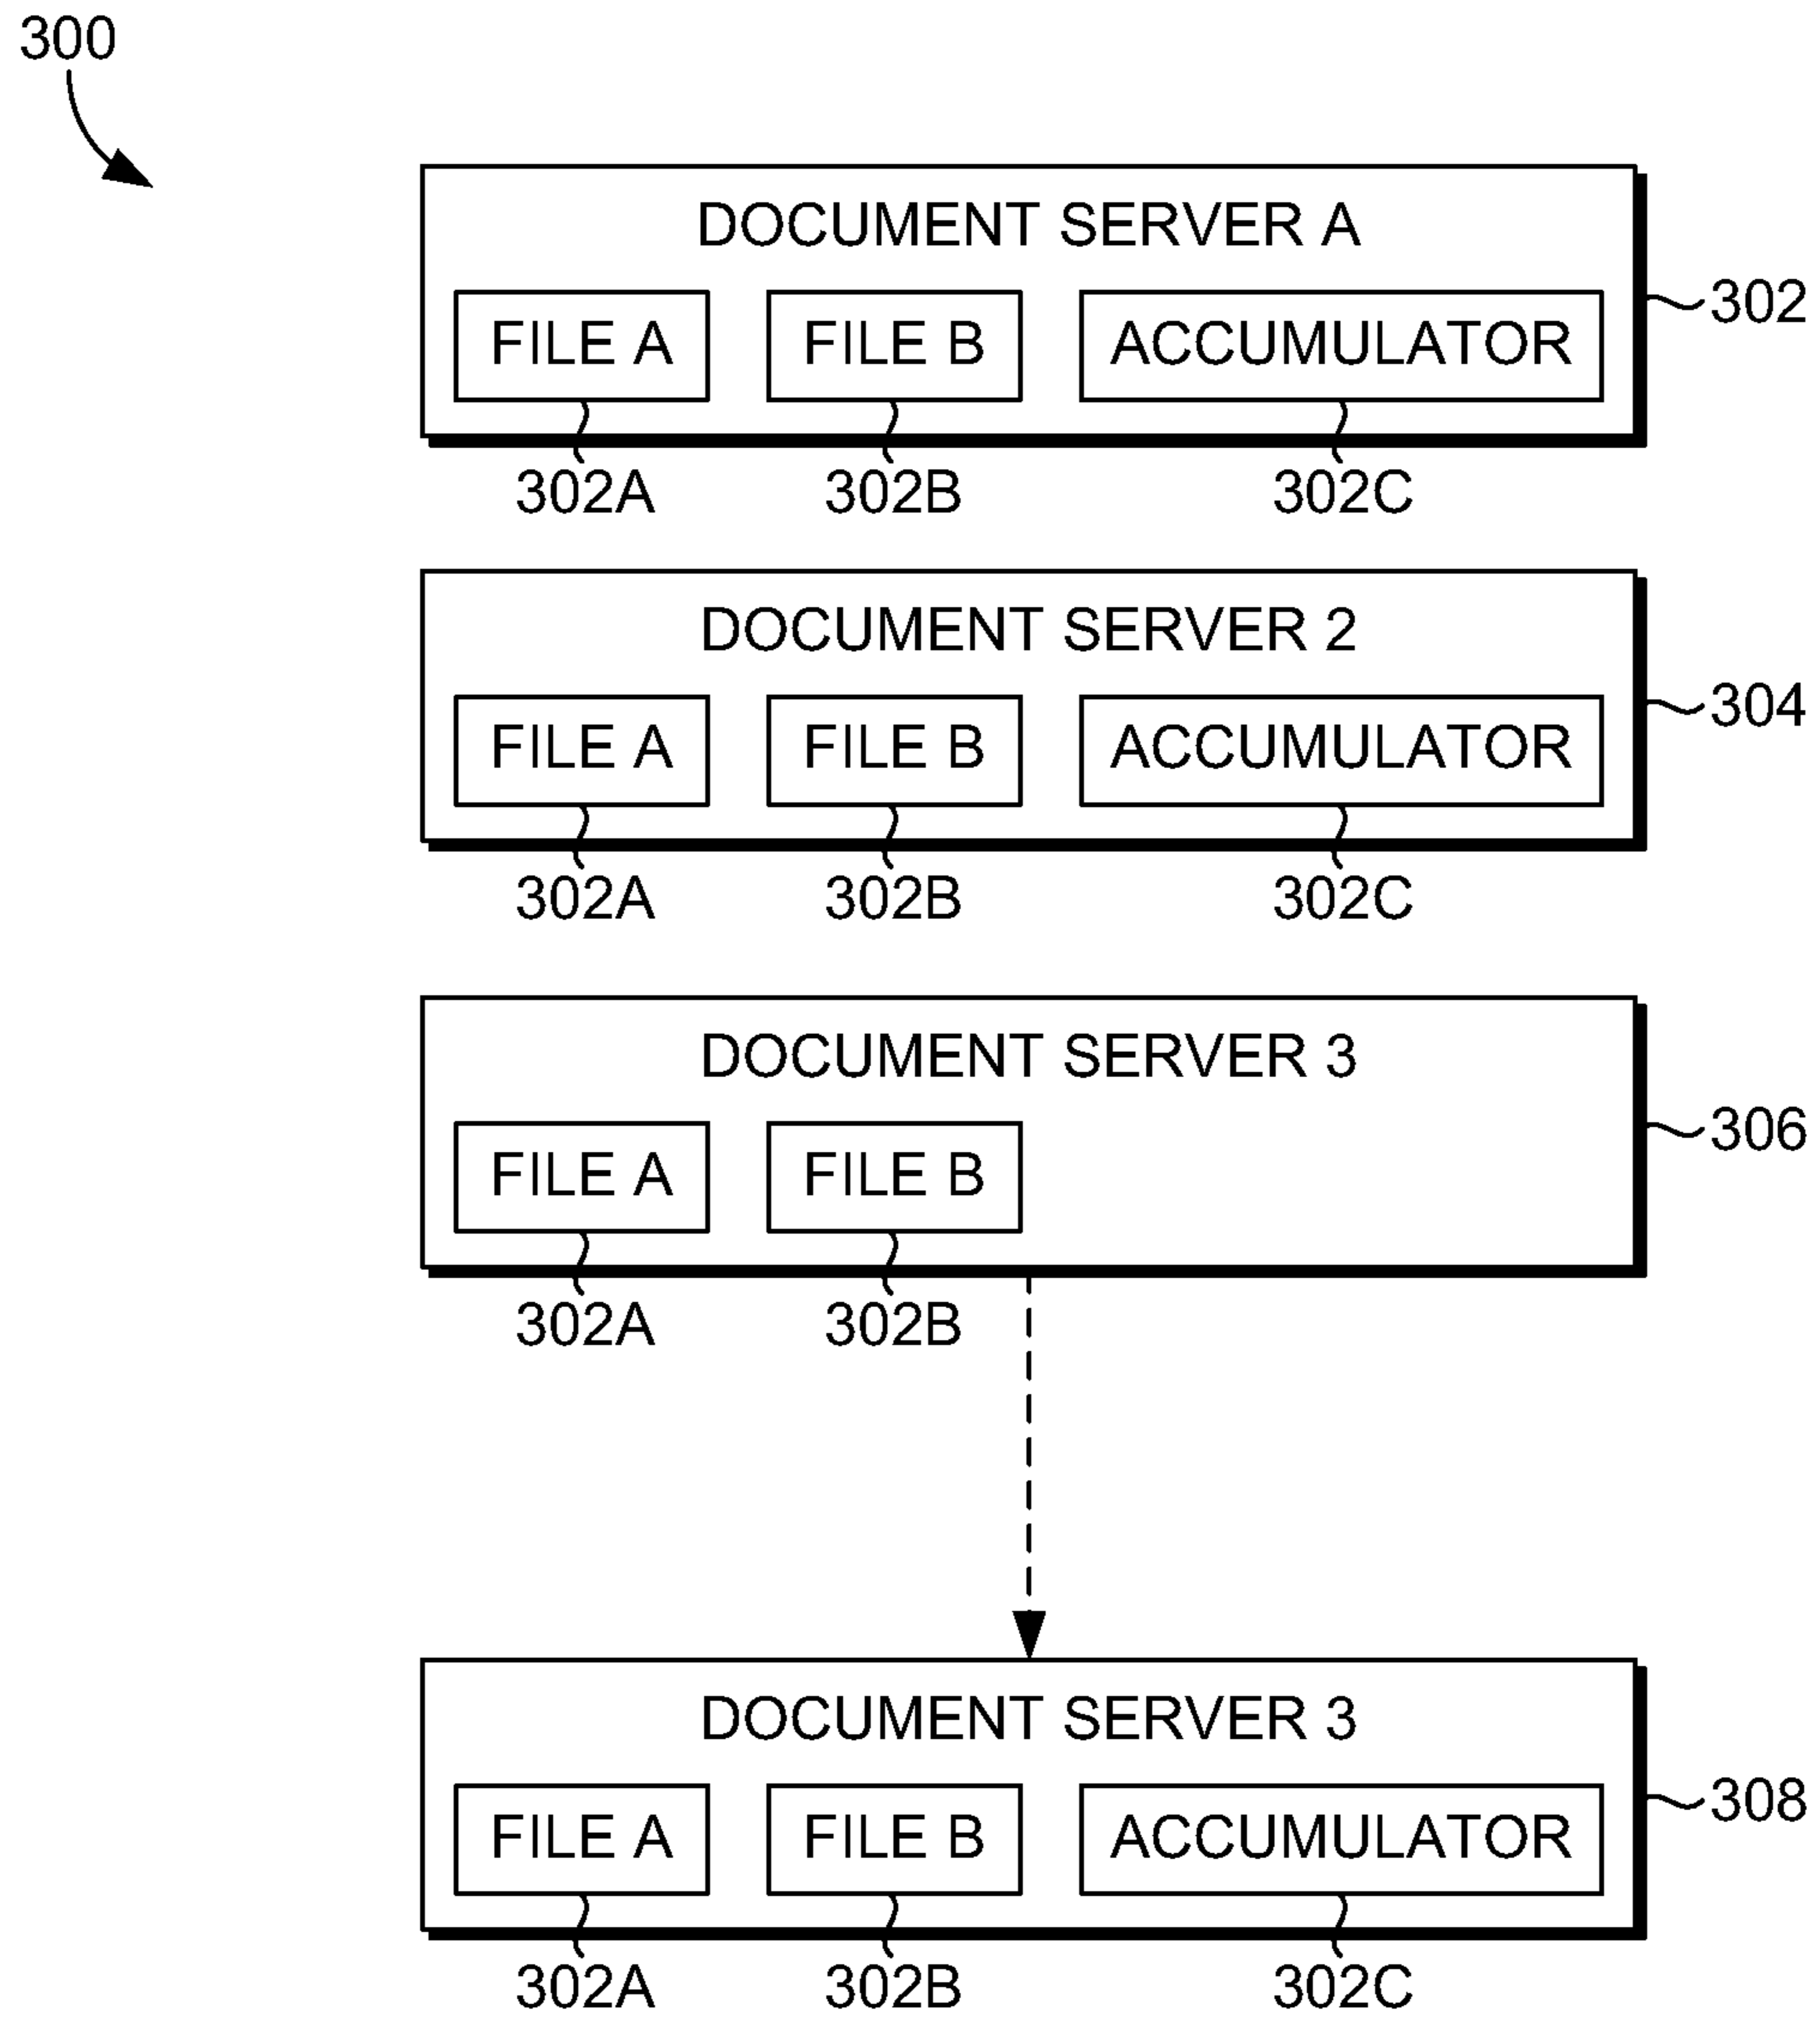 300
DOCUMENT SERVER A
FILE A FILE B ACCUMULATOR
302
302A 302B 302C
DOCUMENT SERVER 2
FILE A FILE B ACCUMULATOR
304
302A 302B 302C
DOCUMENT SERVER 3
FILE A FILE B
306
302A 302B
DOCUMENT SERVER 3
FILE A FILE B ACCUMULATOR
308
302A 302B 302C